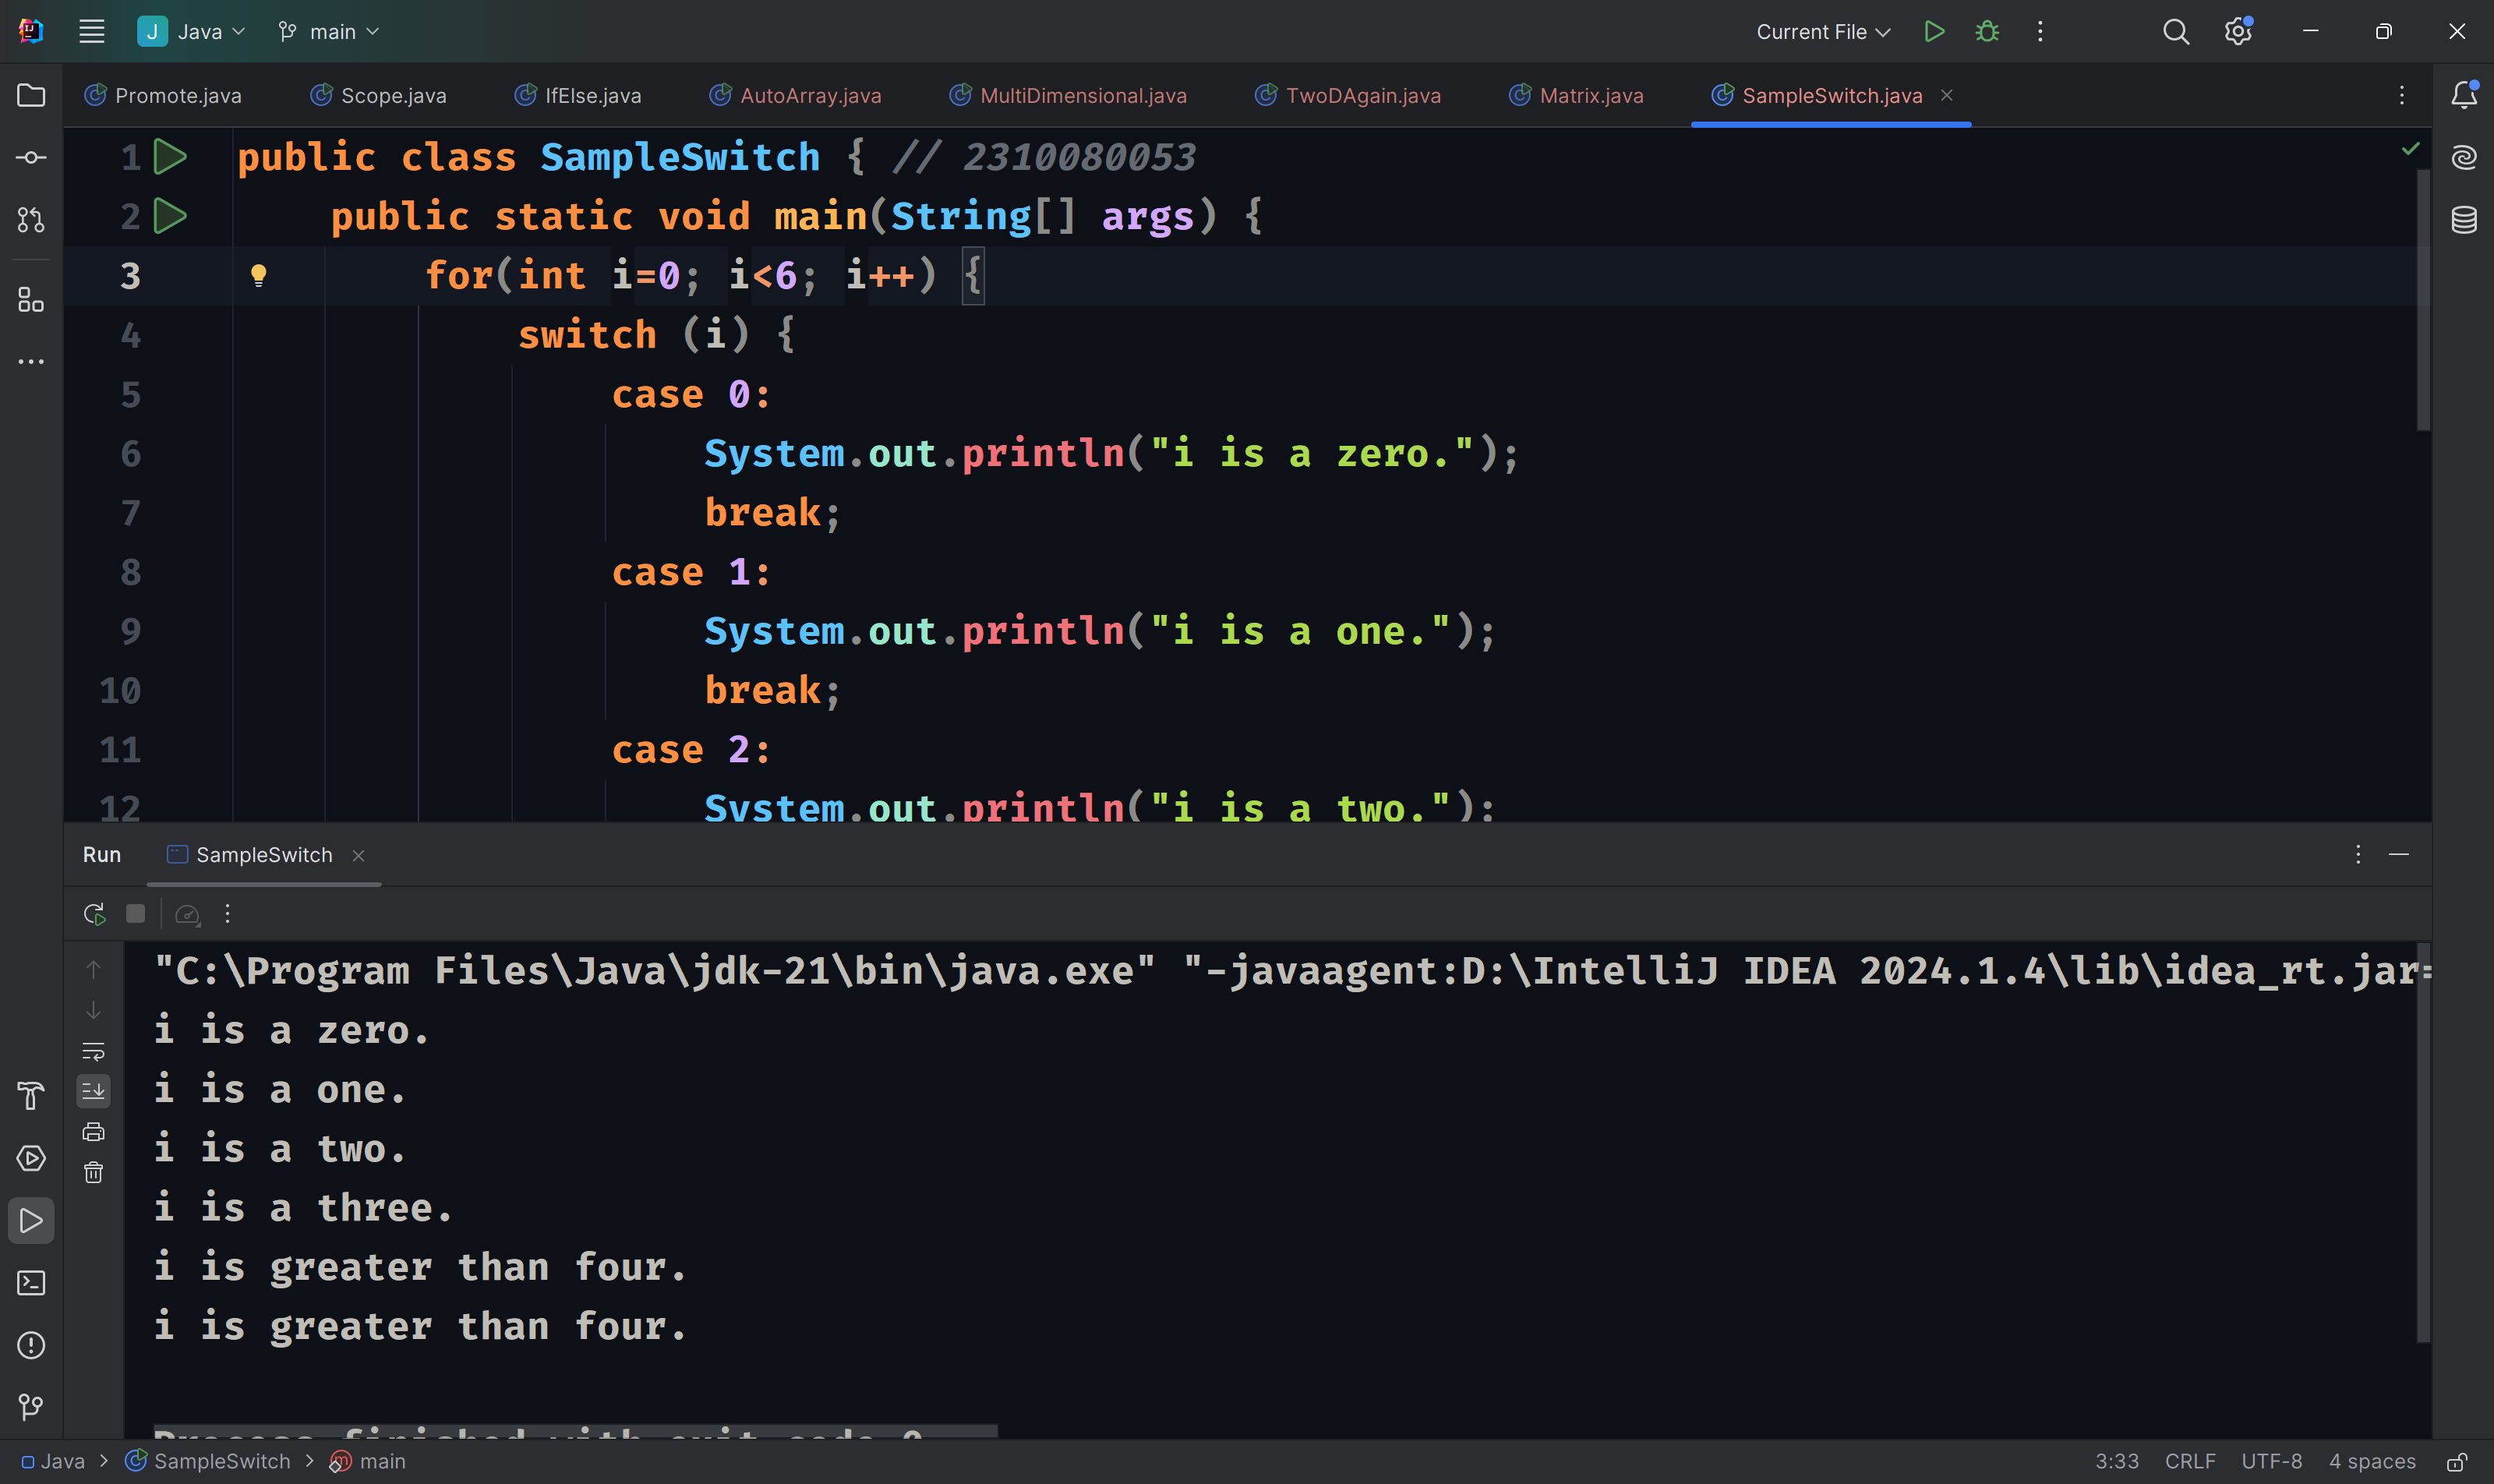 J Java main Current File
Promote.java Scope.java IfElse.java AutoArray.java MultiDimensional.java TwoDAgain.java Matrix.java SampleSwitch.java
1 public class SampleSwitch { // 2310080053
2 public static void main(String[] args) {
3 for(int i=0; i<6; i++) {
4 switch (i) {
5 case 0:
6 System.out.println("i is a zero.");
7 break;
8 case 1:
9 System.out.println("i is a one.");
10 break;
11 case 2:
12 System.out.println("i is a two.");
Run SampleSwitch
"C:\Program Files\Java\jdk-21\bin\java.exe" "-javaagent:D:\IntelliJ IDEA 2024.1.4\lib\idea_rt.jar=
i is a zero.
i is a one.
i is a two.
i is a three.
i is greater than four.
i is greater than four.
Process finished with exit code 0
Java > SampleSwitch > main 3:33 CRLF UTF-8 4 spaces